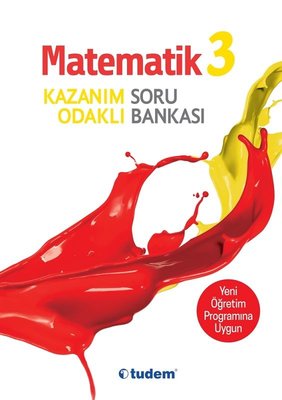 Matematik 3
KAZANIM SORU
ODAKLI BANKASI
Yeni
Öğretim
Programına
Uygun
tudem